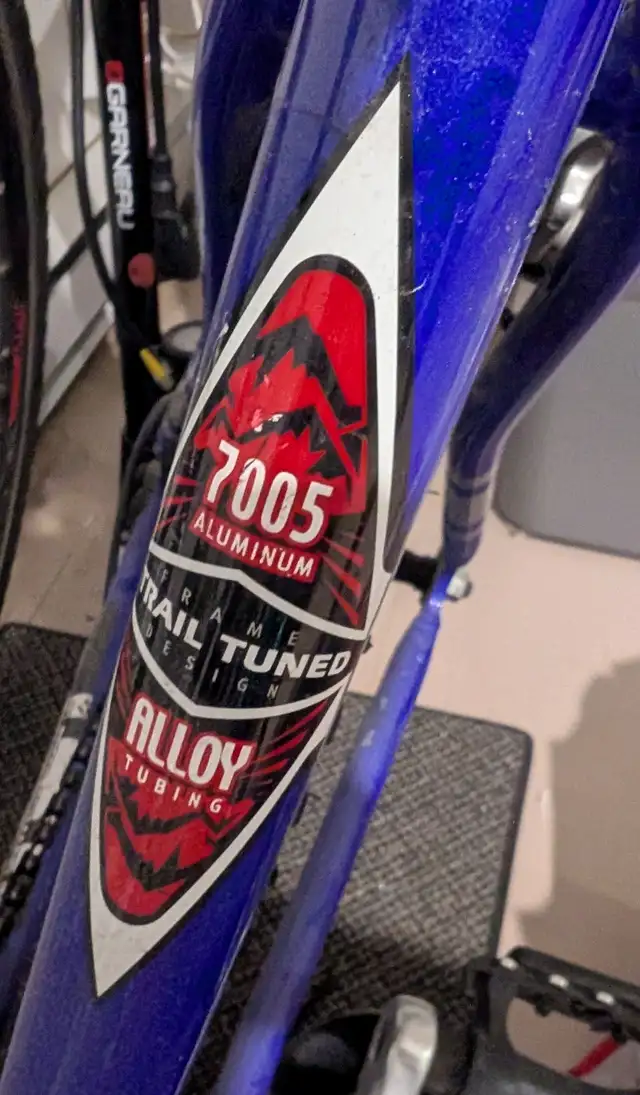 GARNEAU
7005
ALUMINUM
FRAME
TRAIL TUNED
DESIGN
ALLOY
TUBING